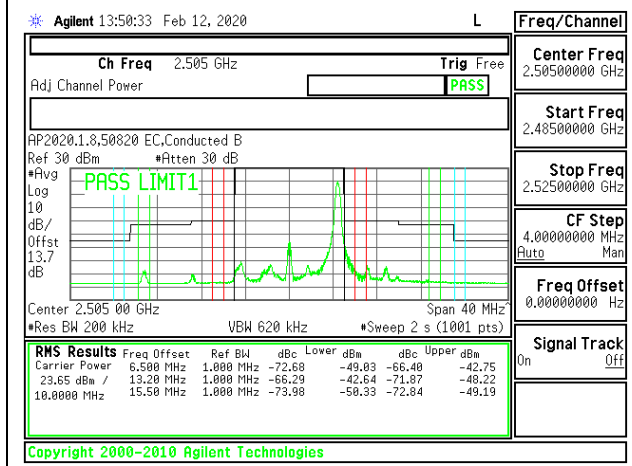 Agilent 13:50:33 Feb 12, 2020 L
Freq/Channel
Ch Freq 2.505 GHz Trig Free
Adj Channel Power PASS
AP2020.1.8,50820 EC,Conducted B
Ref 30 dBm #Atten 30 dB
#Avg
Log
10
dB/
Offst
13.7
dB
PASS LIMIT1
Center 2.505 00 GHz Span 40 MHz^
#Res BW 200 kHz VBW 620 kHz #Sweep 2 s (1001 pts)
RMS Results Freq Offset Ref BW dBc Lower dBm dBc Upper dBm
Carrier Power 6.500 MHz 1.000 MHz -72.68 -49.03 -66.40 -42.75
23.65 dBm / 13.20 MHz 1.000 MHz -66.29 -42.64 -71.87 -48.22
10.0000 MHz 15.50 MHz 1.000 MHz -73.98 -50.33 -72.84 -49.19
Center Freq
2.50500000 GHz
Start Freq
2.48500000 GHz
Stop Freq
2.52500000 GHz
CF Step
4.00000000 MHz
Auto Man
Freq Offset
0.00000000 Hz
Signal Track
On Off
Copyright 2000-2010 Agilent Technologies